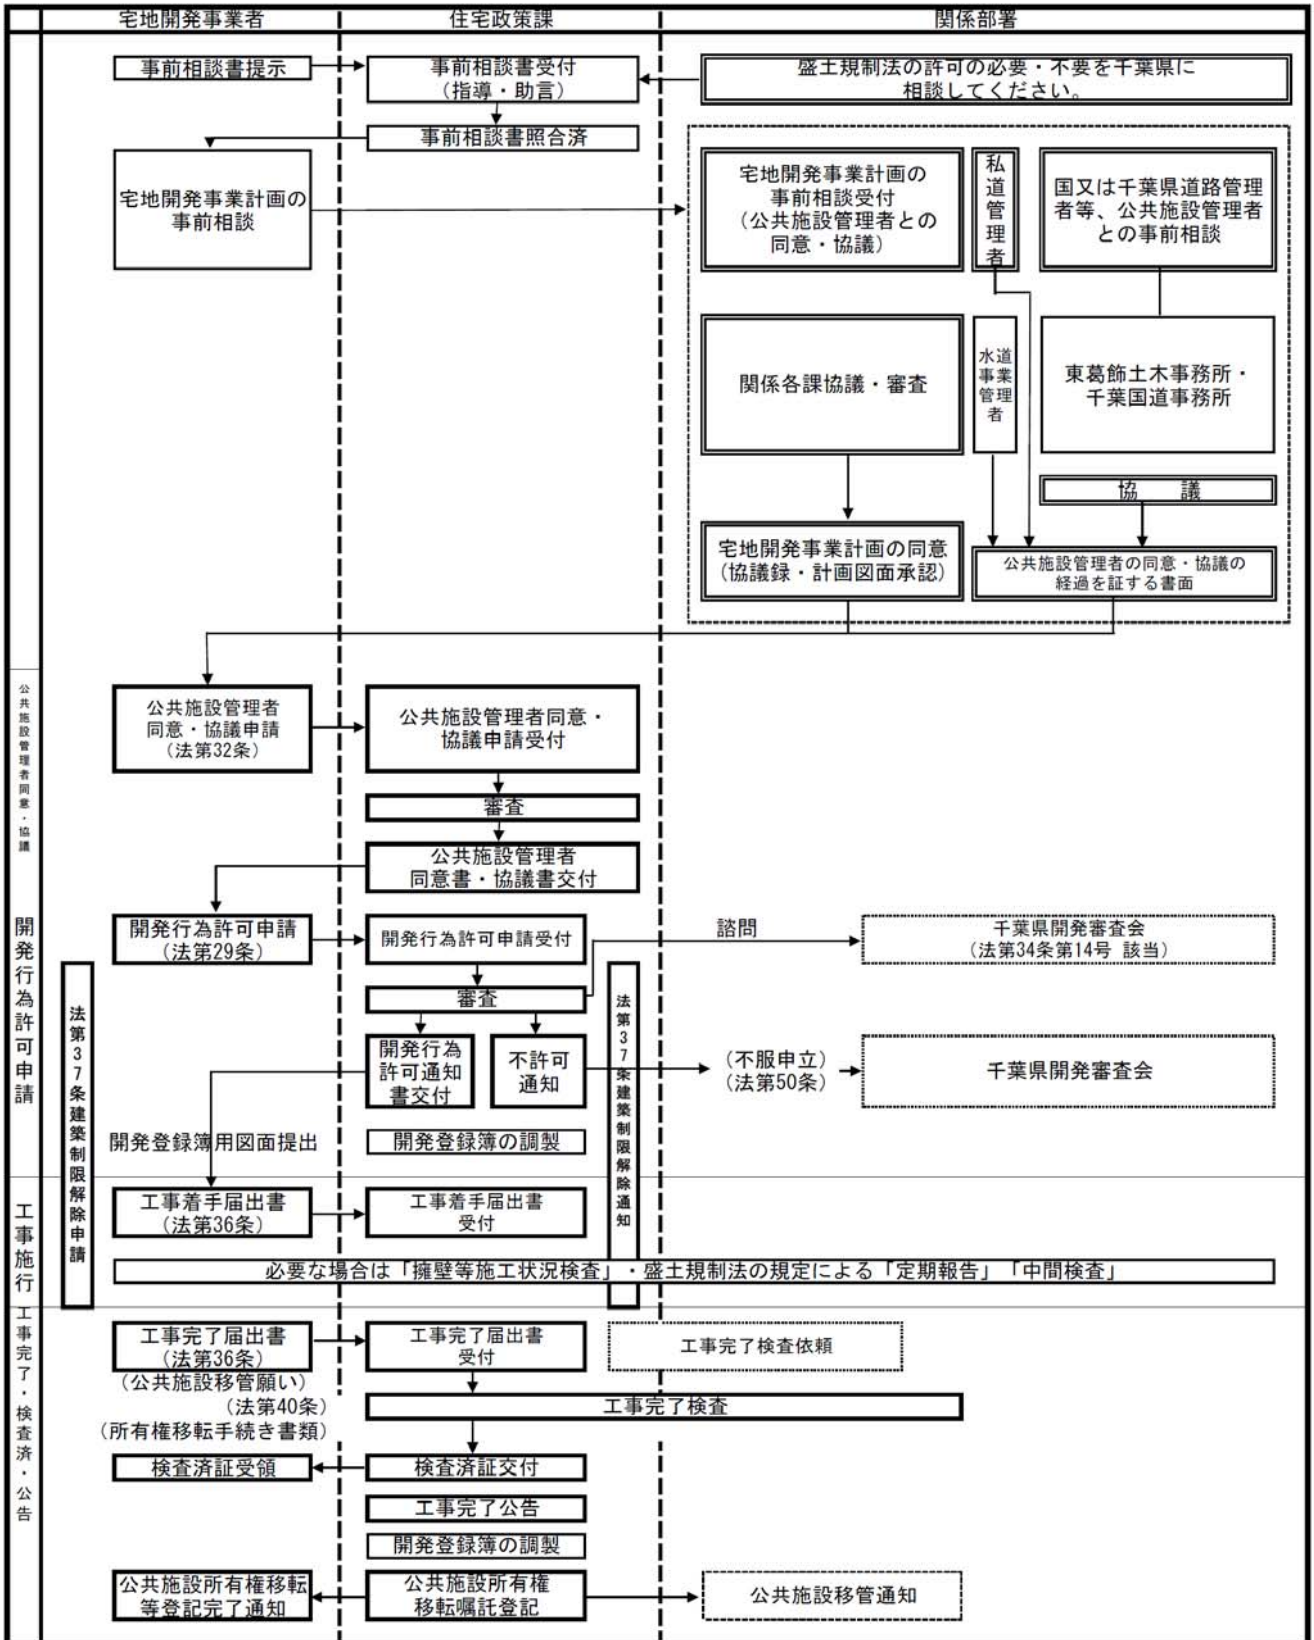 宅地開発事業者
住宅政策課
関係部署
事前相談書提示
事前相談書受付
（指導・助言）
盛土規制法の許可の必要・不要を千葉県に
相談してください。
事前相談書照合済
宅地開発事業計画の
事前相談
宅地開発事業計画の
事前相談受付
（公共施設管理者との
同意・協議）
私道管理者
国又は千葉県道路管理
者等、公共施設管理者
との事前相談
関係各課協議・審査
水道
事業
管理
者
東葛飾土木事務所・
千葉国道事務所
協　議
宅地開発事業計画の同意
（協議録・計画図面承認）
公共施設管理者の同意・協議の
経過を証する書面
公共施設管理者同意・協議
公共施設管理者
同意・協議申請
（法第32条）
公共施設管理者同意・
協議申請受付
審査
公共施設管理者
同意書・協議書交付
開発行為許可申請
開発行為許可申請
（法第29条）
開発行為許可申請受付
諮問
千葉県開発審査会
（法第34条第14号 該当）
審査
法第37条建築制限解除申請
法第37条建築制限解除通知
開発行為
許可通知
書交付
不許可
通知
（不服申立）
（法第50条）
千葉県開発審査会
開発登録簿用図面提出
開発登録簿の調製
工事施行
工事着手届出書
（法第36条）
工事着手届出書
受付
必要な場合は「擁壁等施工状況検査」・盛土規制法の規定による「定期報告」「中間検査」
工事完了・検査済・公告
工事完了届出書
（法第36条）
工事完了届出書
受付
工事完了検査依頼
（公共施設移管願い）
（法第40条）
（所有権移転手続き書類）
工事完了検査
検査済証受領
検査済証交付
工事完了公告
開発登録簿の調製
公共施設所有権移転
等登記完了通知
公共施設所有権
移転嘱託登記
公共施設移管通知